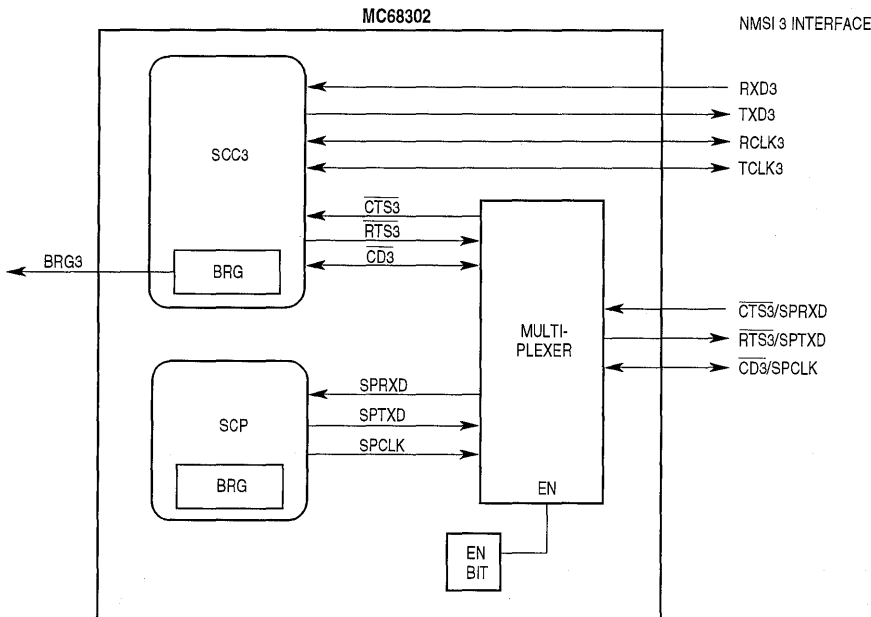 MC68302
NMSI 3 INTERFACE
RXD3
TXD3
SCC3
RCLK3
TCLK3
CTS3
RTS3
CD3
BRG3
BRG
MULTI-
PLEXER
CTS3/SPRXD
RTS3/SPTXD
CD3/SPCLK
SCP
SPRXD
SPTXD
SPCLK
BRG
EN
EN
BIT